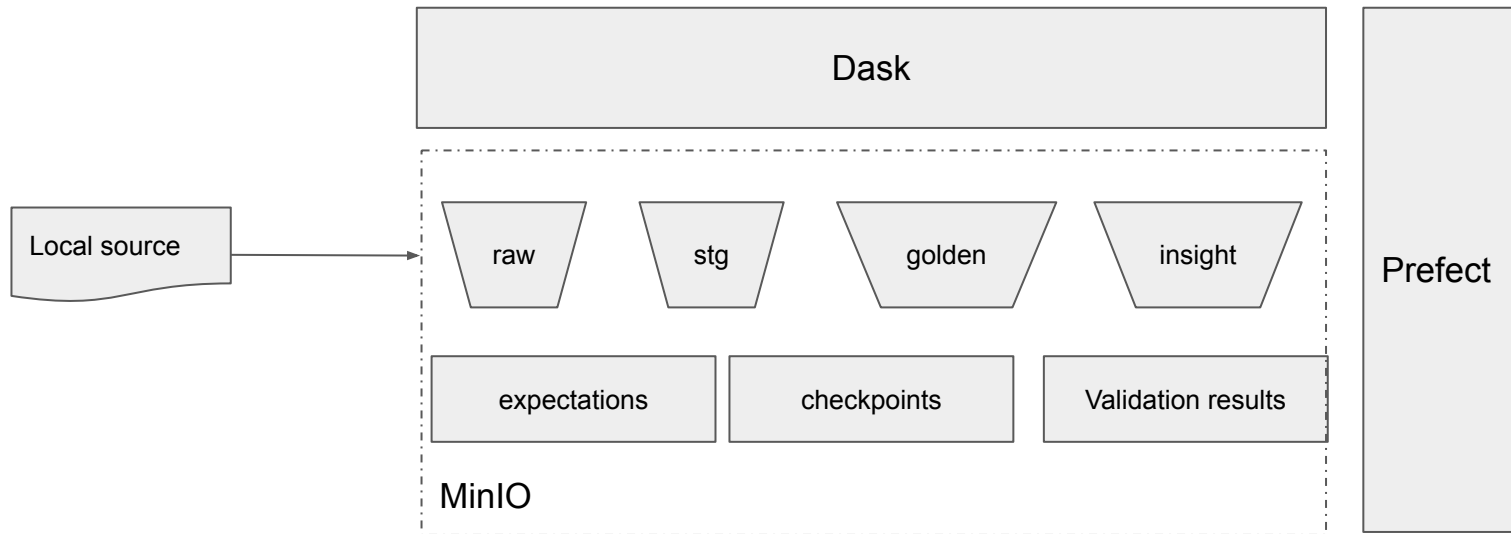 Dask
Local source
raw
stg
golden
insight
Prefect
expectations
checkpoints
Validation results
MinIO